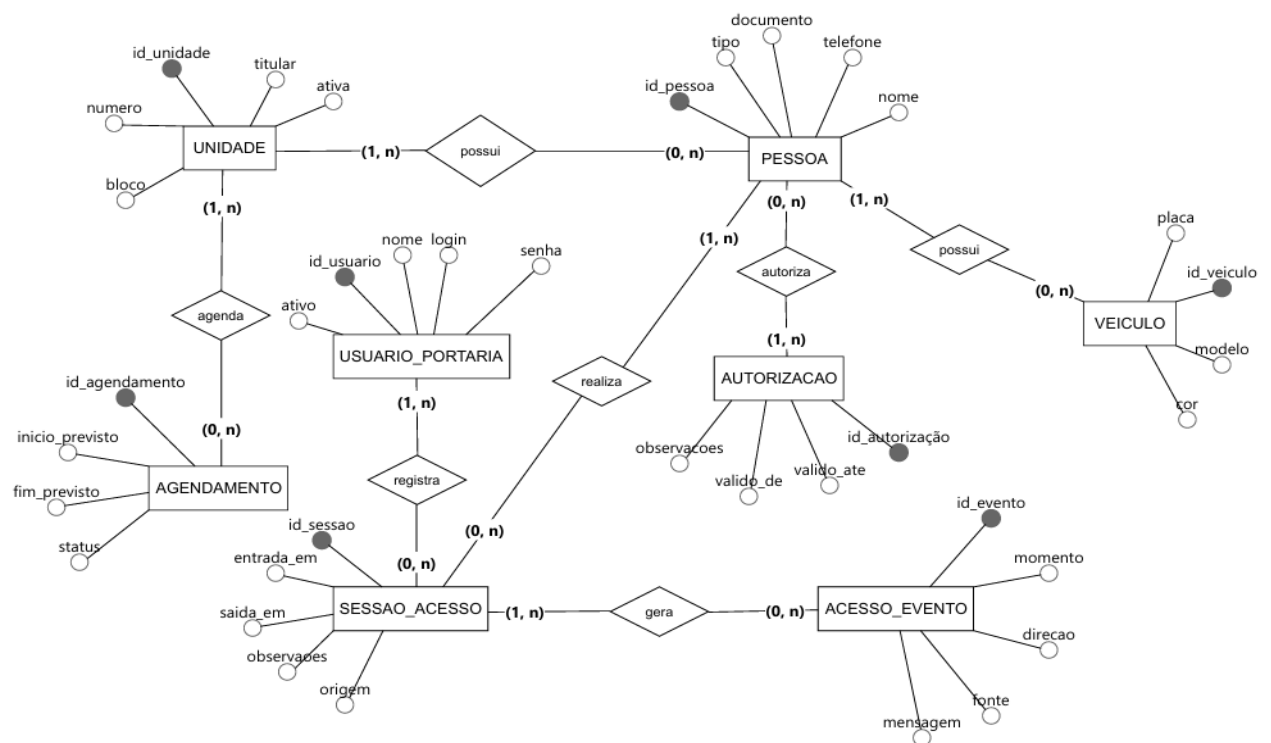 documento
id_unidade
titular
tipo
telefone
ativa
id_pessoa
nome
numero
UNIDADE
(1, n)
possui
(0, n)
PESSOA
bloco
(1, n)
(0, n)
(1, n)
placa
nome
login
senha
(1, n)
possui
id_usuario
autoriza
id_veiculo
(0, n)
ativo
agenda
VEICULO
USUARIO_PORTARIA
(1, n)
modelo
id_agendamento
realiza
AUTORIZACAO
(1, n)
cor
inicio_previsto
(0, n)
observacoes
id_autorização
valido_de
valido_ate
fim_previsto
AGENDAMENTO
registra
id_evento
id_sessao
(0, n)
status
entrada_em
(0, n)
momento
saida_em
SESSAO_ACESSO
(1, n)
gera
(0, n)
ACESSO_EVENTO
direcao
observaoes
origem
fonte
mensagem